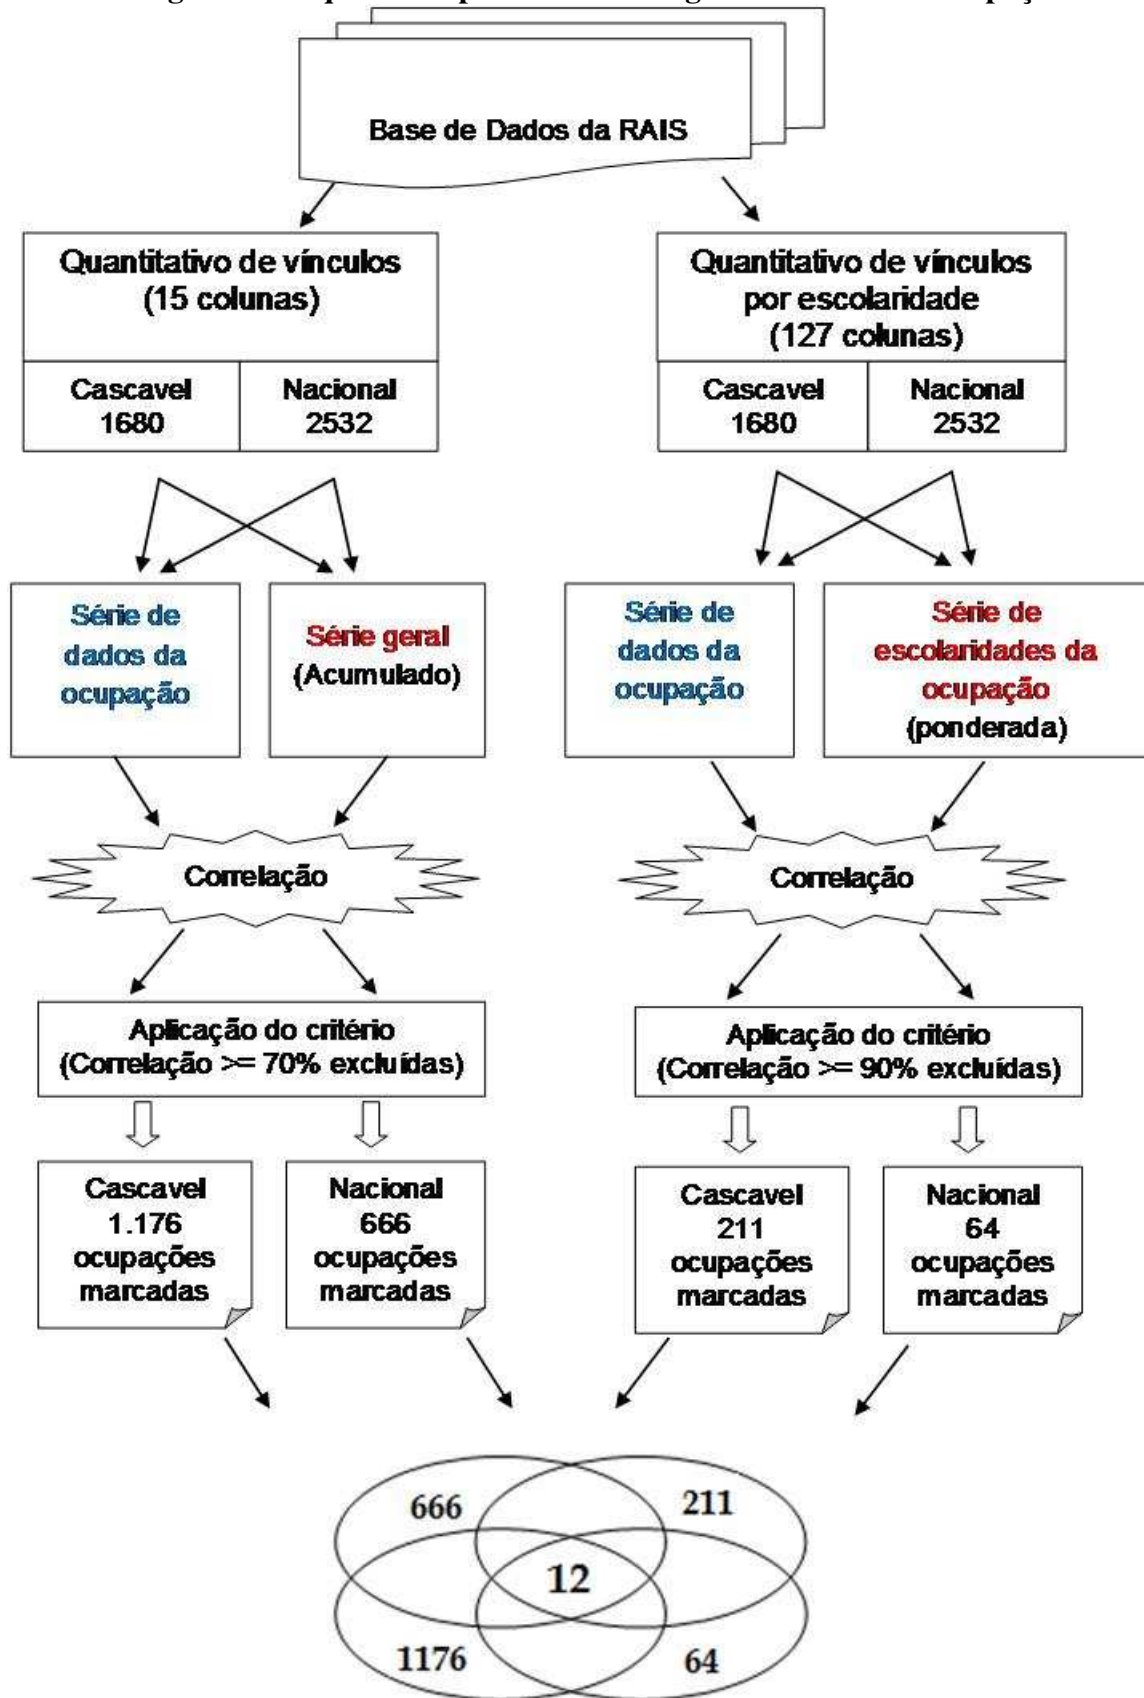 Base de Dados da RAIS
Quantitativo de vínculos
(15 colunas)
Cascavel
1680
Nacional
2532
Quantitativo de vínculos
por escolaridade
(127 colunas)
Cascavel
1680
Nacional
2532
Série de
dados da
ocupação
Série geral
(Acumulado)
Série de
dados da
ocupação
Série de
escolaridades da
ocupação
(ponderada)
Correlação
Correlação
Aplicação do critério
(Correlação >= 70% excluídas)
Aplicação do critério
(Correlação >= 90% excluídas)
Cascavel
1.176
ocupações
marcadas
Nacional
666
ocupações
marcadas
Cascavel
211
ocupações
marcadas
Nacional
64
ocupações
marcadas
666
211
12
1176
64